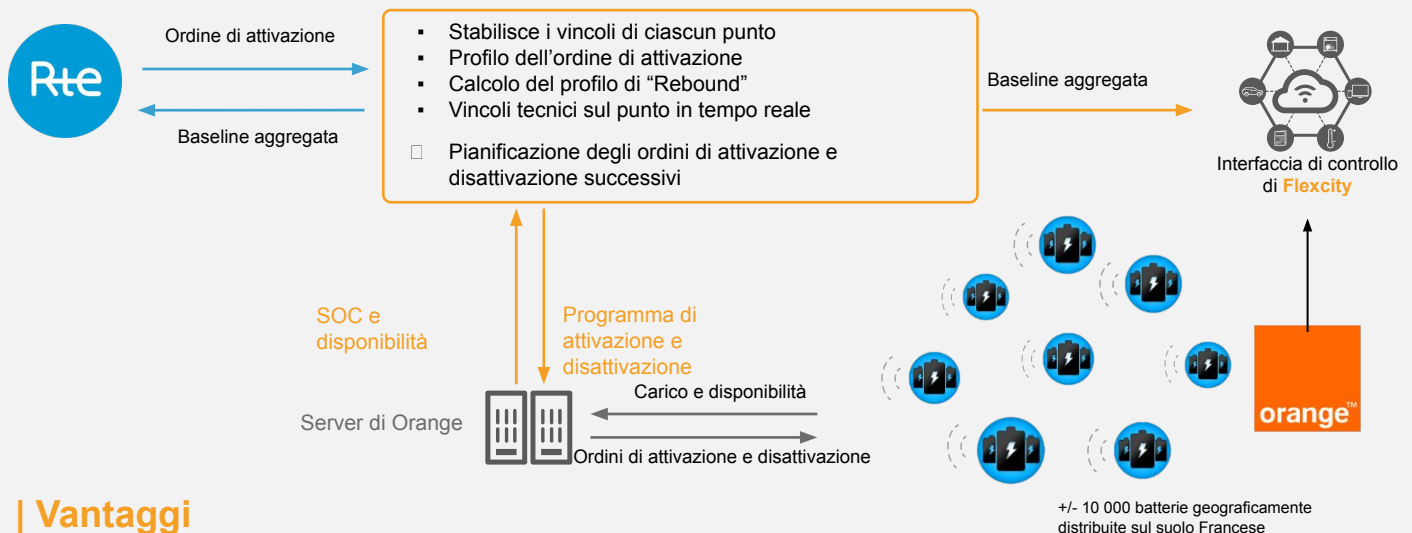 Rte
Ordine di attivazione
Baseline aggregata
▪ Stabilisce i vincoli di ciascun punto
▪ Profilo dell'ordine di attivazione
▪ Calcolo del profilo di “Rebound”
▪ Vincoli tecnici sul punto in tempo reale
Pianificazione degli ordini di attivazione e
disattivazione successivi
Baseline aggregata
Interfaccia di controllo
di Flexcity
SOC e
disponibilità
Programma di
attivazione e
disattivazione
Carico e disponibilità
Server di Orange
Ordini di attivazione e disattivazione
orange™
+/- 10 000 batterie geograficamente
distribuite sul suolo Francese
| Vantaggi